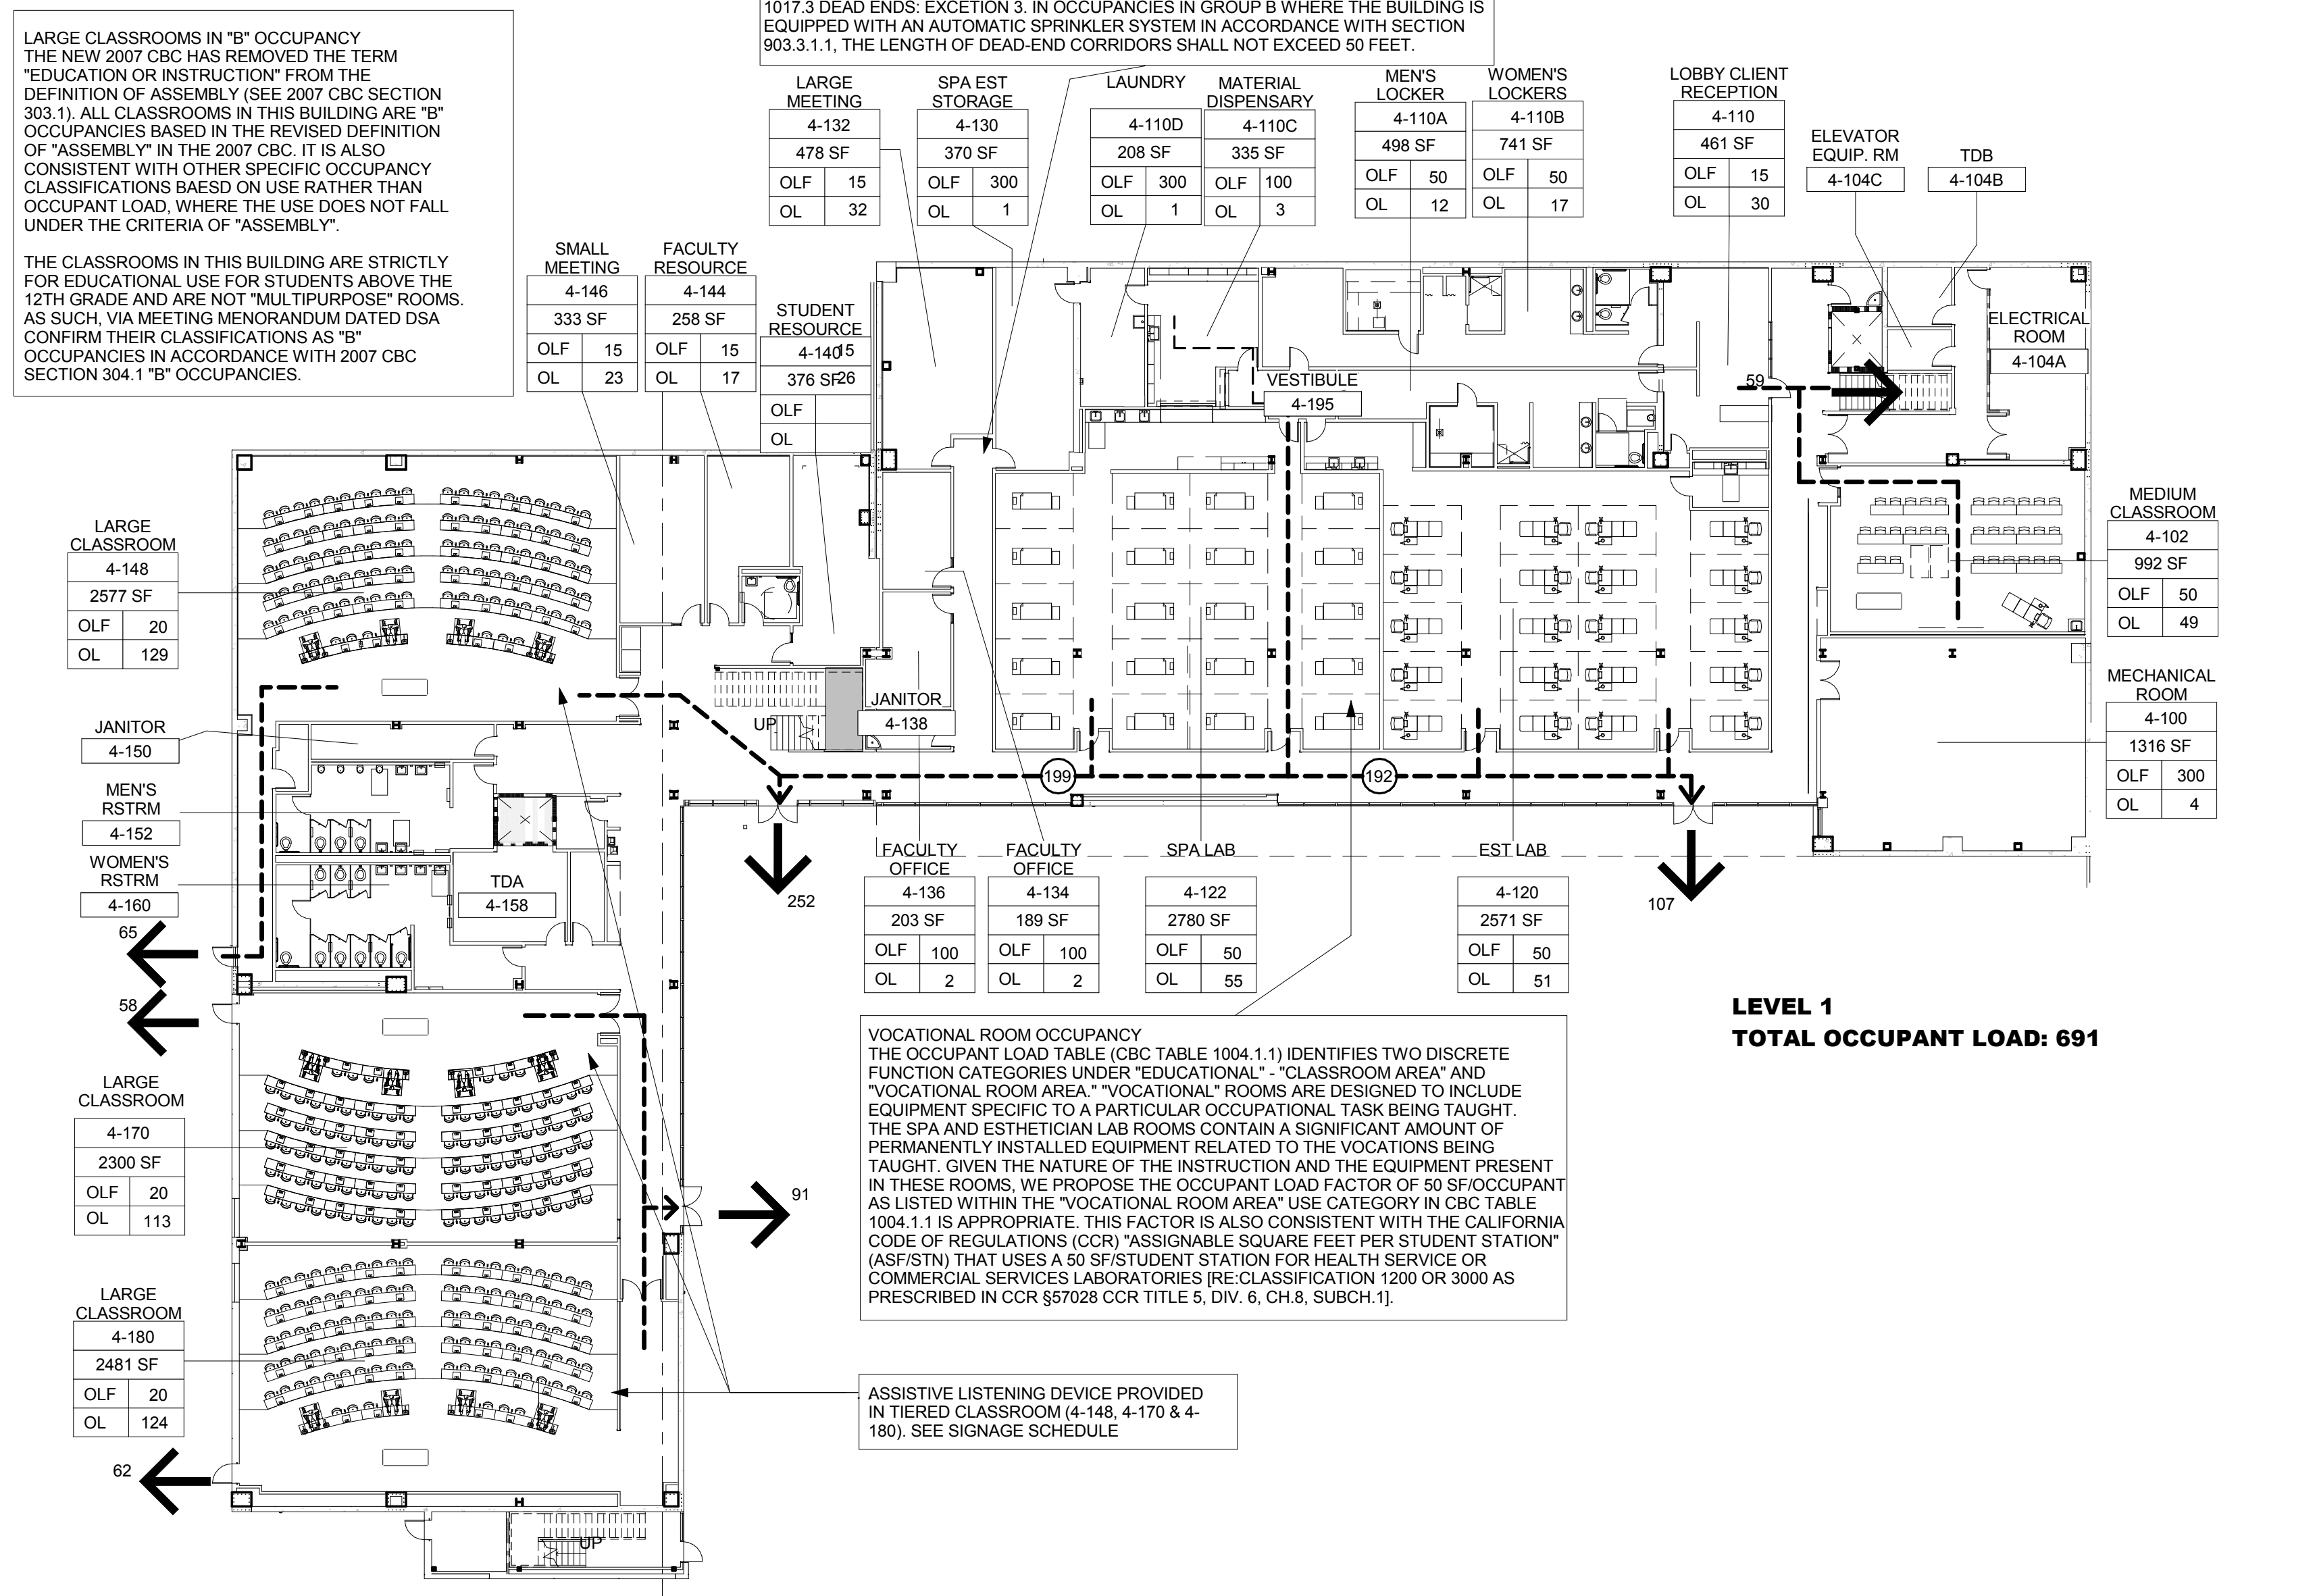 1017.3 DEAD ENDS: EXCETION 3. IN OCCUPANCIES IN GROUP B WHERE THE BUILDING IS
EQUIPPED WITH AN AUTOMATIC SPRINKLER SYSTEM IN ACCORDANCE WITH SECTION
903.3.1.1, THE LENGTH OF DEAD-END CORRIDORS SHALL NOT EXCEED 50 FEET.
LARGE CLASSROOMS IN "B" OCCUPANCY
THE NEW 2007 CBC HAS REMOVED THE TERM
"EDUCATION OR INSTRUCTION" FROM THE
DEFINITION OF ASSEMBLY (SEE 2007 CBC SECTION
303.1). ALL CLASSROOMS IN THIS BUILDING ARE "B"
OCCUPANCIES BASED IN THE REVISED DEFINITION
OF "ASSEMBLY" IN THE 2007 CBC. IT IS ALSO
CONSISTENT WITH OTHER SPECIFIC OCCUPANCY
CLASSIFICATIONS BAESD ON USE RATHER THAN
OCCUPANT LOAD, WHERE THE USE DOES NOT FALL
UNDER THE CRITERIA OF "ASSEMBLY".
THE CLASSROOMS IN THIS BUILDING ARE STRICTLY
FOR EDUCATIONAL USE FOR STUDENTS ABOVE THE
12TH GRADE AND ARE NOT "MULTIPURPOSE" ROOMS.
AS SUCH, VIA MEETING MENORANDUM DATED DSA
CONFIRM THEIR CLASSIFICATIONS AS "B"
OCCUPANCIES IN ACCORDANCE WITH 2007 CBC
SECTION 304.1 "B" OCCUPANCIES.
LARGE
MEETING
4-132
478 SF
OLF 15
OL 32
SPA EST
STORAGE
4-130
370 SF
OLF 300
OL 1
LAUNDRY
4-110D
208 SF
OLF 300
OL 1
MATERIAL
DISPENSARY
4-110C
335 SF
OLF 100
OL 3
MEN'S
LOCKER
4-110A
498 SF
OLF 50
OL 12
WOMEN'S
LOCKERS
4-110B
741 SF
OLF 50
OL 17
LOBBY CLIENT
RECEPTION
4-110
461 SF
OLF 15
OL 30
ELEVATOR
EQUIP. RM
4-104C
TDB
4-104B
SMALL
MEETING
4-146
333 SF
OLF 15
OL 23
FACULTY
RESOURCE
4-144
258 SF
OLF 15
OL 17
STUDENT
RESOURCE
4-140 15
376 SF 26
OLF
OL
ELECTRICAL
ROOM
4-104A
VESTIBULE
4-195
59
LARGE
CLASSROOM
4-148
2577 SF
OLF 20
OL 129
MEDIUM
CLASSROOM
4-102
992 SF
OLF 50
OL 49
MECHANICAL
ROOM
4-100
1316 SF
OLF 300
OL 4
JANITOR
4-138
UP
JANITOR
4-150
MEN'S
RSTRM
4-152
WOMEN'S
RSTRM
4-160
TDA
4-158
199
192
252
107
65
58
FACULTY
OFFICE
4-136
203 SF
OLF 100
OL 2
FACULTY
OFFICE
4-134
189 SF
OLF 100
OL 2
SPA LAB
4-122
2780 SF
OLF 50
OL 55
EST LAB
4-120
2571 SF
OLF 50
OL 51
LEVEL 1
TOTAL OCCUPANT LOAD: 691
VOCATIONAL ROOM OCCUPANCY
THE OCCUPANT LOAD TABLE (CBC TABLE 1004.1.1) IDENTIFIES TWO DISCRETE
FUNCTION CATEGORIES UNDER "EDUCATIONAL" - "CLASSROOM AREA" AND
"VOCATIONAL ROOM AREA." "VOCATIONAL" ROOMS ARE DESIGNED TO INCLUDE
EQUIPMENT SPECIFIC TO A PARTICULAR OCCUPATIONAL TASK BEING TAUGHT.
THE SPA AND ESTHETICIAN LAB ROOMS CONTAIN A SIGNIFICANT AMOUNT OF
PERMANENTLY INSTALLED EQUIPMENT RELATED TO THE VOCATIONS BEING
TAUGHT. GIVEN THE NATURE OF THE INSTRUCTION AND THE EQUIPMENT PRESENT
IN THESE ROOMS, WE PROPOSE THE OCCUPANT LOAD FACTOR OF 50 SF/OCCUPANT
AS LISTED WITHIN THE "VOCATIONAL ROOM AREA" USE CATEGORY IN CBC TABLE
1004.1.1 IS APPROPRIATE. THIS FACTOR IS ALSO CONSISTENT WITH THE CALIFORNIA
CODE OF REGULATIONS (CCR) "ASSIGNABLE SQUARE FEET PER STUDENT STATION"
(ASF/STN) THAT USES A 50 SF/STUDENT STATION FOR HEALTH SERVICE OR
COMMERCIAL SERVICES LABORATORIES [RE:CLASSIFICATION 1200 OR 3000 AS
PRESCRIBED IN CCR §57028 CCR TITLE 5, DIV. 6, CH.8, SUBCH.1].
LARGE
CLASSROOM
4-170
2300 SF
OLF 20
OL 113
91
LARGE
CLASSROOM
4-180
2481 SF
OLF 20
OL 124
62
ASSISTIVE LISTENING DEVICE PROVIDED
IN TIERED CLASSROOM (4-148, 4-170 & 4-
180). SEE SIGNAGE SCHEDULE
UP